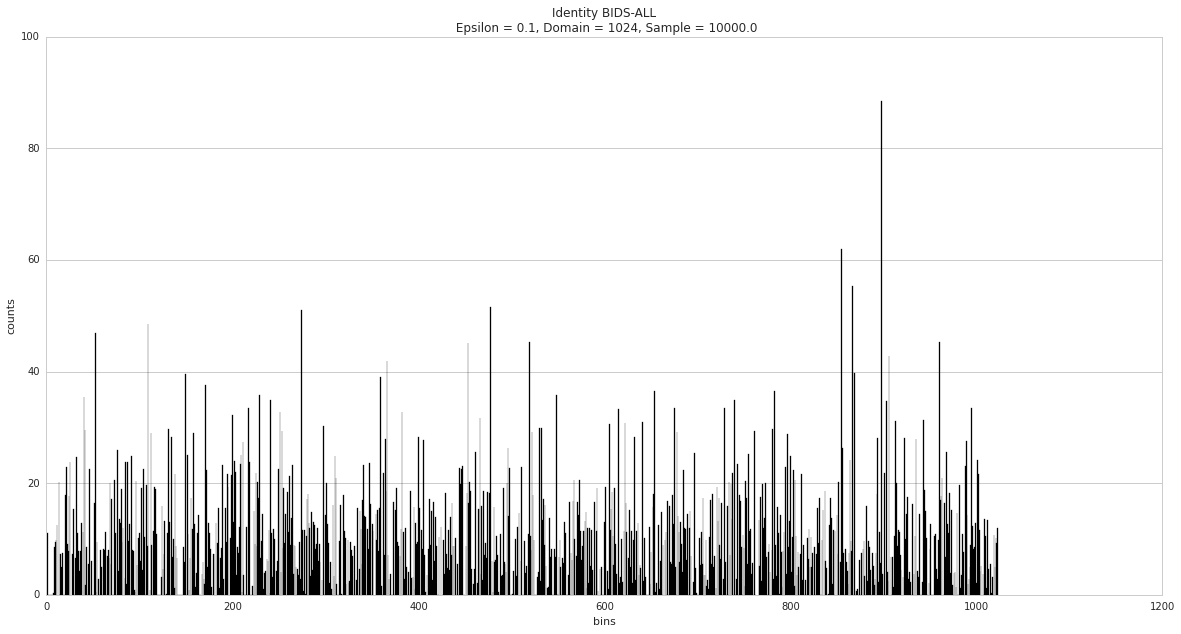 Identity BIDS-ALL
Epsilon = 0.1, Domain = 1024, Sample = 10000.0
100
80
60
40
20
0
counts
0 200 400 600 800 1000 1200
bins